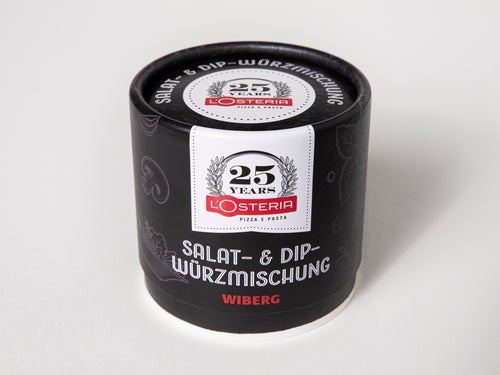 SALAT- & DIP-WÜRZMISCHUNG
25
YEARS
L'OSTERIA
PIZZA E PASTA
25
YEARS
L'OSTERIA
PIZZA E PASTA
SALAT- & DIP-
WÜRZMISCHUNG
WIBERG